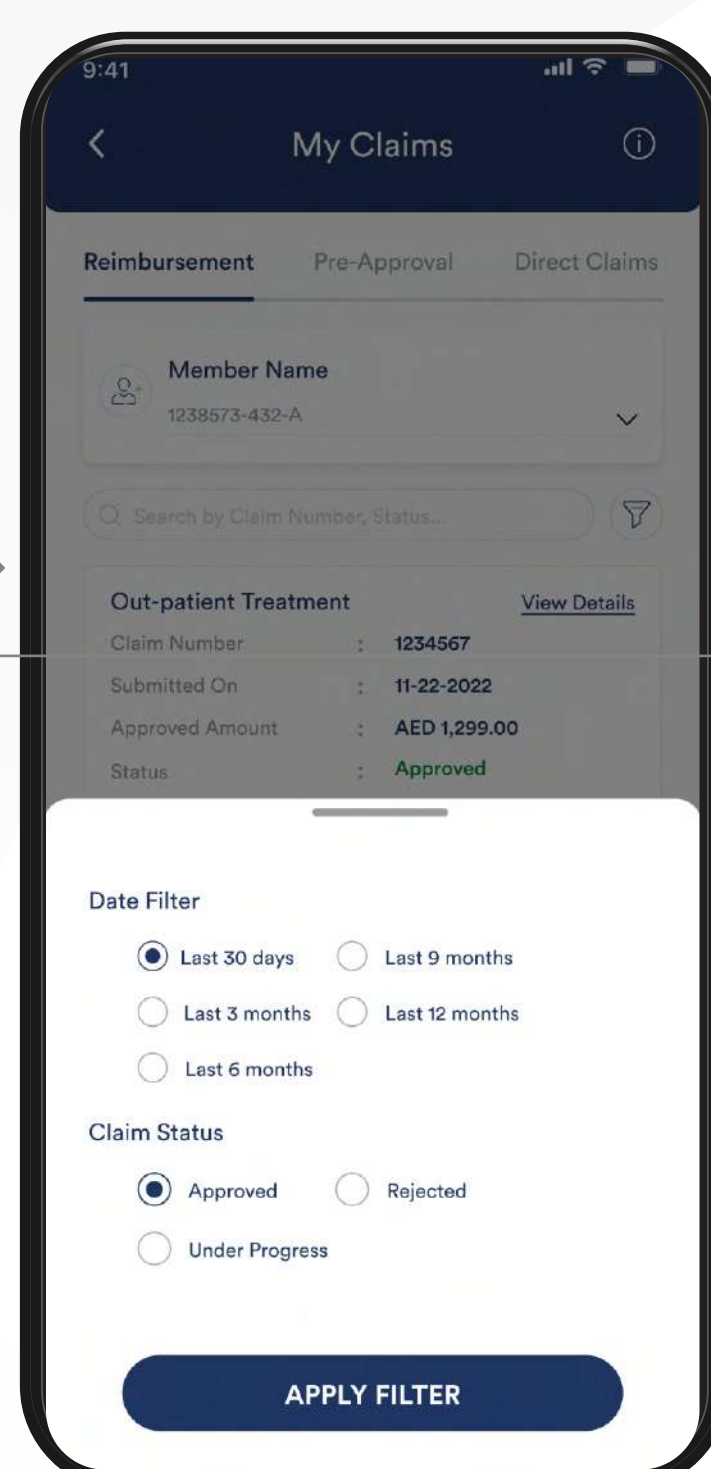 9:41
My Claims
Reimbursement Pre-Approval Direct Claims
Member Name
1238573-432-A
Search by Claim Number, Status...
Out-patient Treatment View Details
Claim Number : 1234567
Submitted On : 11-22-2022
Approved Amount : AED 1,299.00
Status : Approved
Date Filter
Last 30 days Last 9 months
Last 3 months Last 12 months
Last 6 months
Claim Status
Approved Rejected
Under Progress
APPLY FILTER